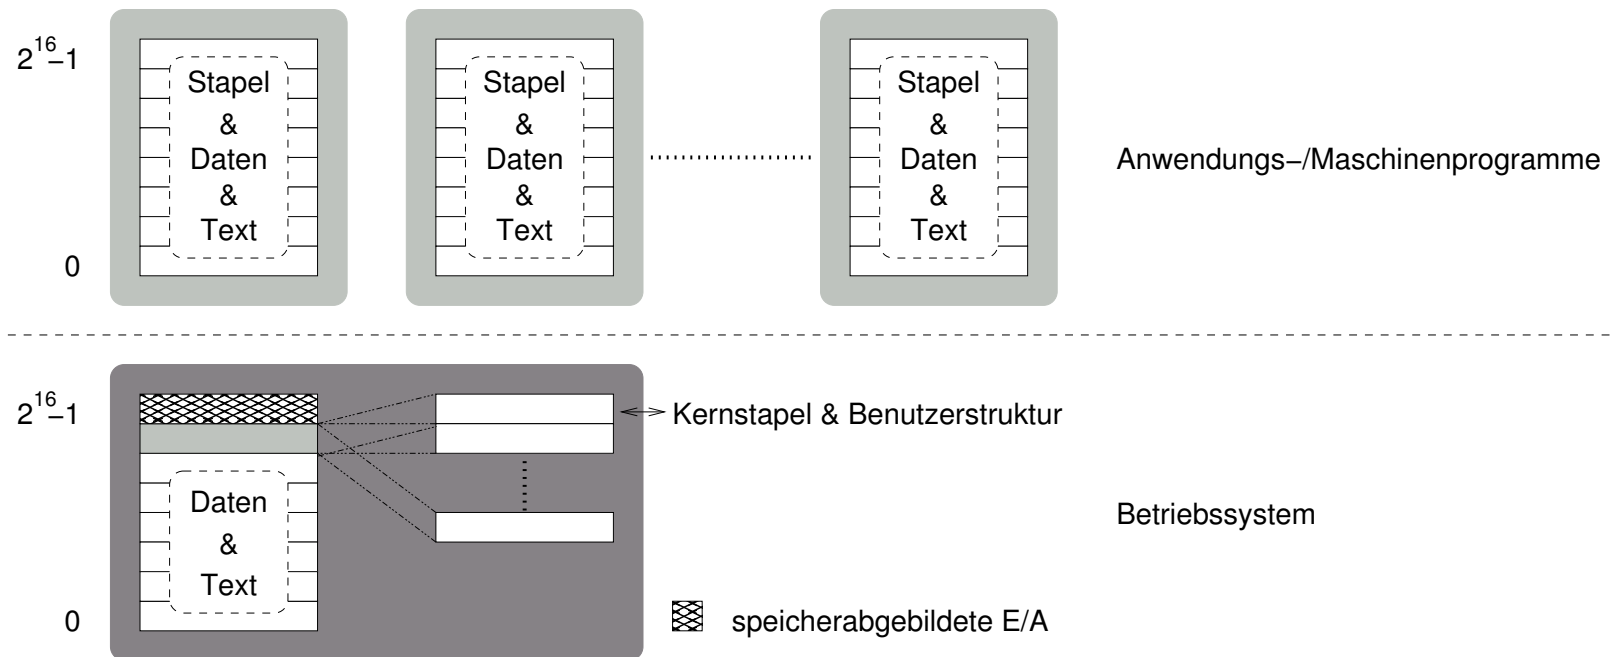 2^16–1
Stapel
&
Daten
&
Text
0
Stapel
&
Daten
&
Text
Stapel
&
Daten
&
Text
Anwendungs–/Maschinenprogramme
2^16–1
Daten
&
Text
0
Kernstapel & Benutzerstruktur
Betriebssystem
speicherabgebildete E/A